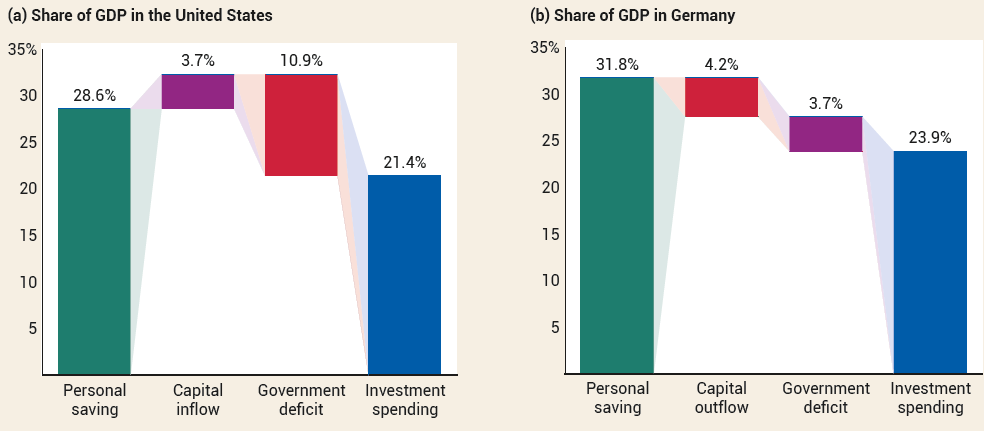 (a) Share of GDP in the United States
35%
30
25
20
15
10
5
28.6%
3.7%
10.9%
21.4%
Personal
saving
Capital
inflow
Government
deficit
Investment
spending
(b) Share of GDP in Germany
35%
30
25
20
15
10
5
31.8%
4.2%
3.7%
23.9%
Personal
saving
Capital
outflow
Government
deficit
Investment
spending